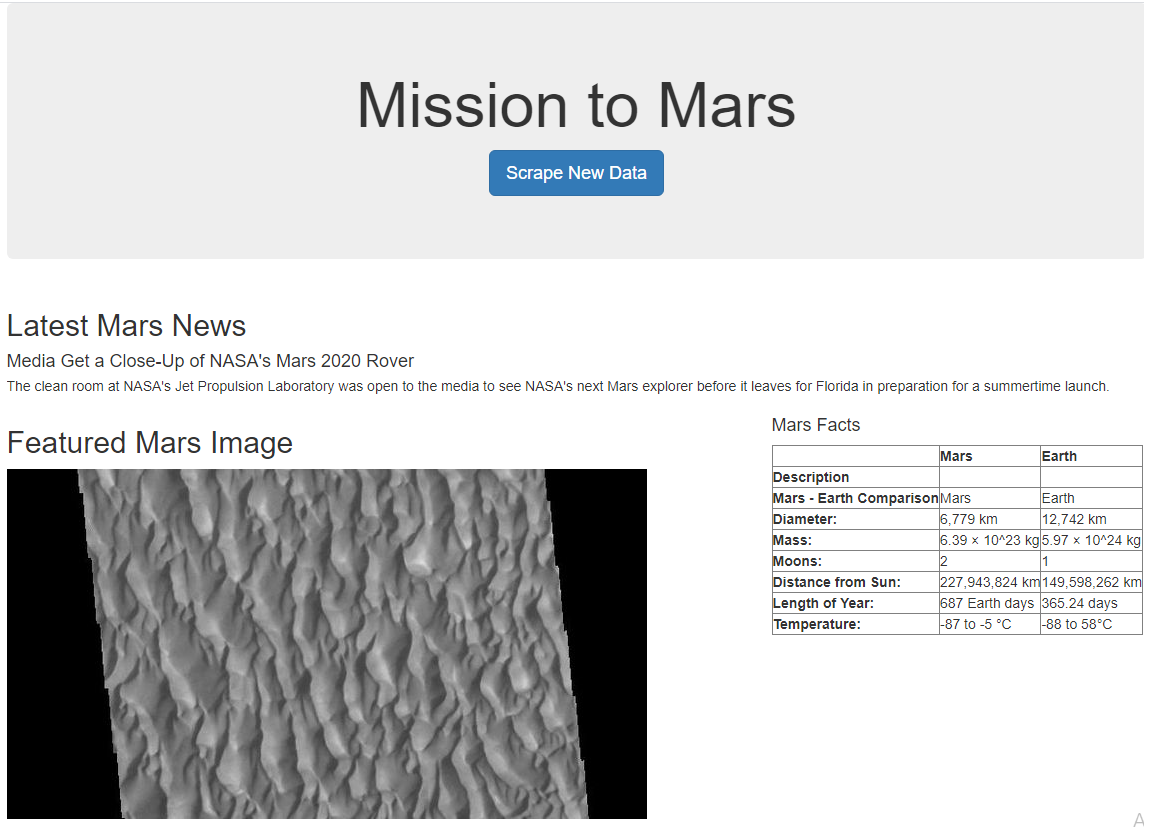 Mission to Mars
Scrape New Data
Latest Mars News
Media Get a Close-Up of NASA's Mars 2020 Rover
The clean room at NASA's Jet Propulsion Laboratory was open to the media to see NASA's next Mars explorer before it leaves for Florida in preparation for a summertime launch.
Featured Mars Image
Mars Facts
Mars Earth
Description
Mars - Earth Comparison Mars Earth
Diameter: 6,779 km 12,742 km
Mass: 6.39 × 10^23 kg 5.97 × 10^24 kg
Moons: 2 1
Distance from Sun: 227,943,824 km 149,598,262 km
Length of Year: 687 Earth days 365.24 days
Temperature: -87 to -5 °C -88 to 58°C
A